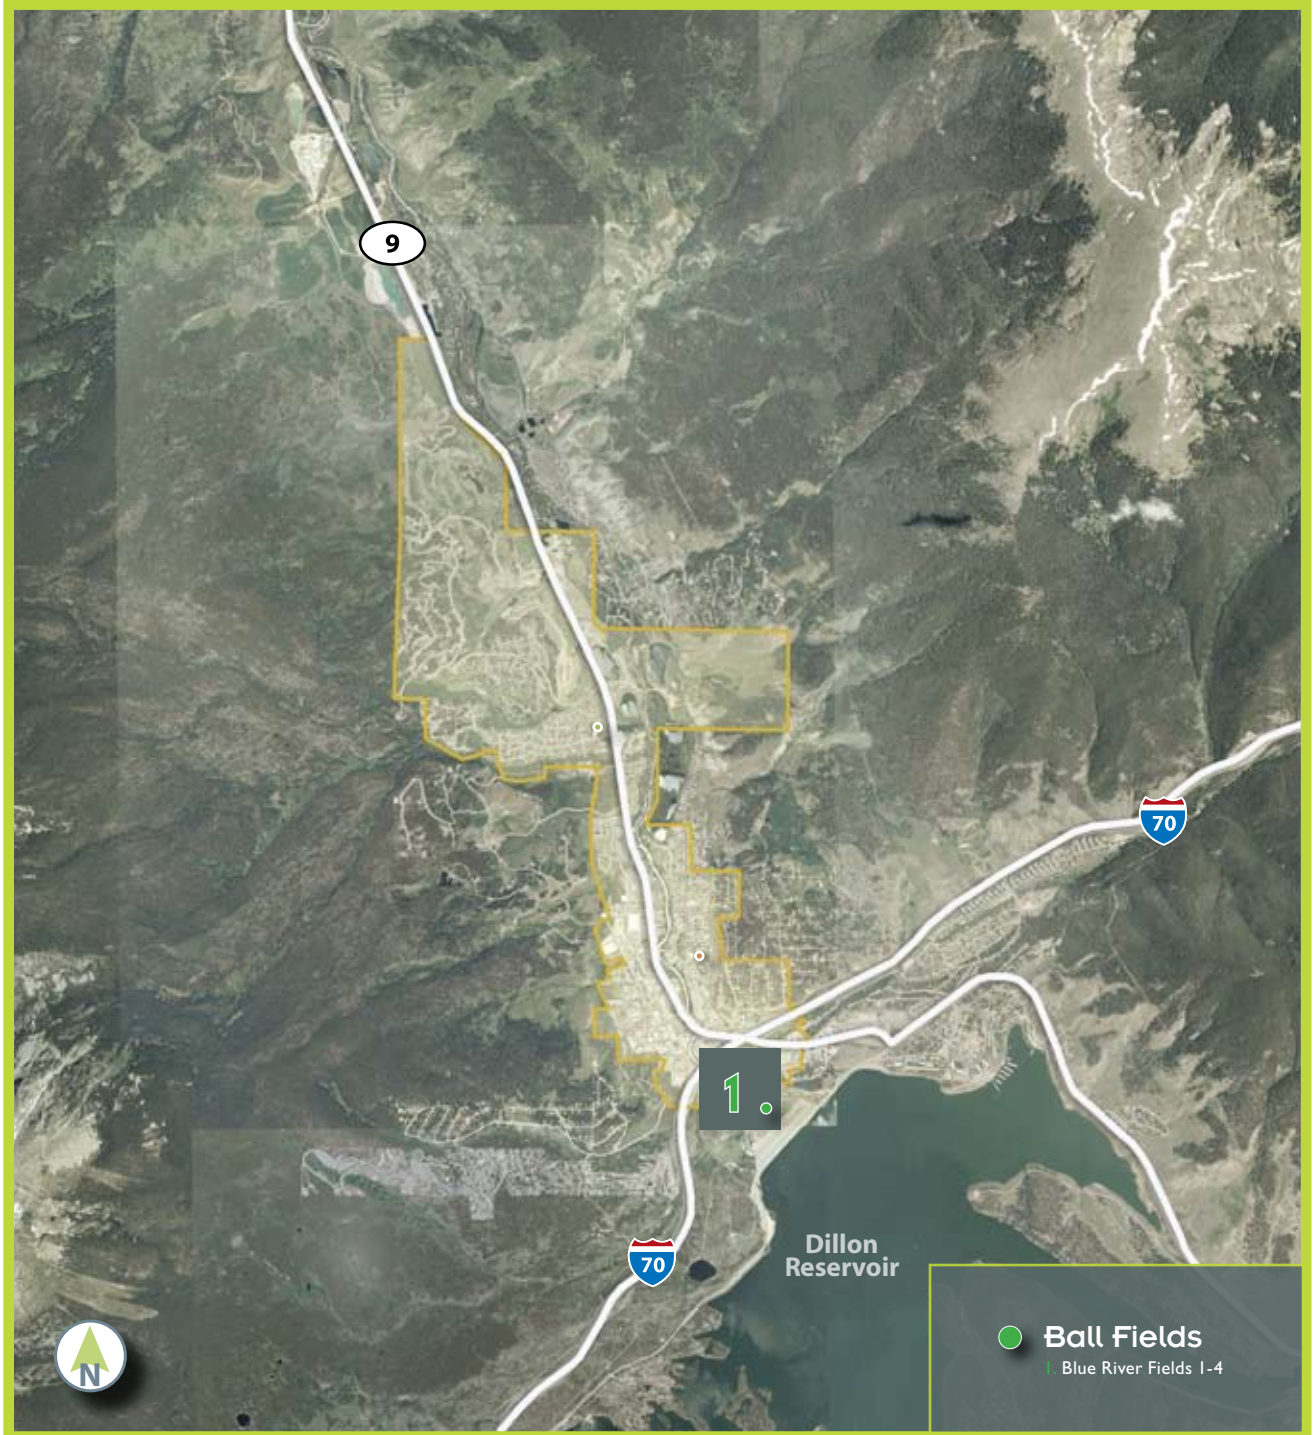 9
70
1.
70
Dillon
Reservoir
N
Ball Fields
1. Blue River Fields 1-4